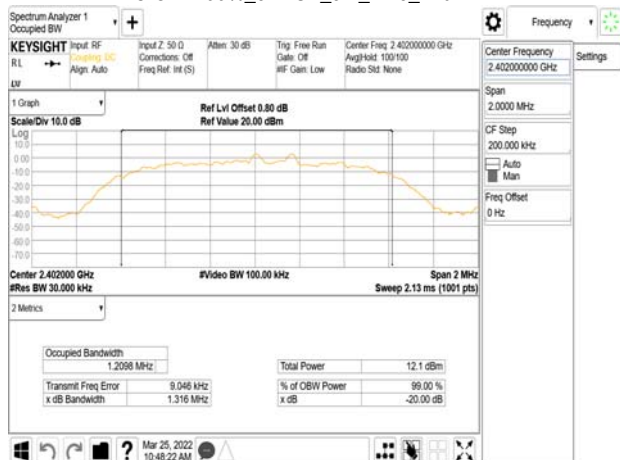 Spectrum Analyzer 1
Occupied BW
KEYSIGHT
Input: RF
Coupling: DC
Align: Auto
Input Z: 50 Ω
Corrections: Off
Freq Ref: Int (S)
Atten: 30 dB
Trig: Free Run
Gate: Off
#IF Gain: Low
Center Freq: 2.402000000 GHz
Avg|Hold: 100/100
Radio Std: None
RL
1 Graph
Scale/Div 10.0 dB
Ref Lvl Offset 0.80 dB
Ref Value 20.00 dBm
Log
10.0
0.00
-10.0
-20.0
-30.0
-40.0
-50.0
-60.0
-70.0
Center 2.402000 GHz
#Video BW 100.00 kHz
Span 2 MHz
#Res BW 30.000 kHz
Sweep 2.13 ms (1001 pts)
2 Metrics
Occupied Bandwidth
1.2098 MHz
Total Power 12.1 dBm
Transmit Freq Error 9.046 kHz
% of OBW Power 99.00 %
x dB Bandwidth 1.316 MHz
x dB -20.00 dB
Mar 25, 2022
10:48:22 AM
Frequency
Center Frequency
2.402000000 GHz
Settings
Span
2.0000 MHz
CF Step
200.000 kHz
Auto
Man
Freq Offset
0 Hz